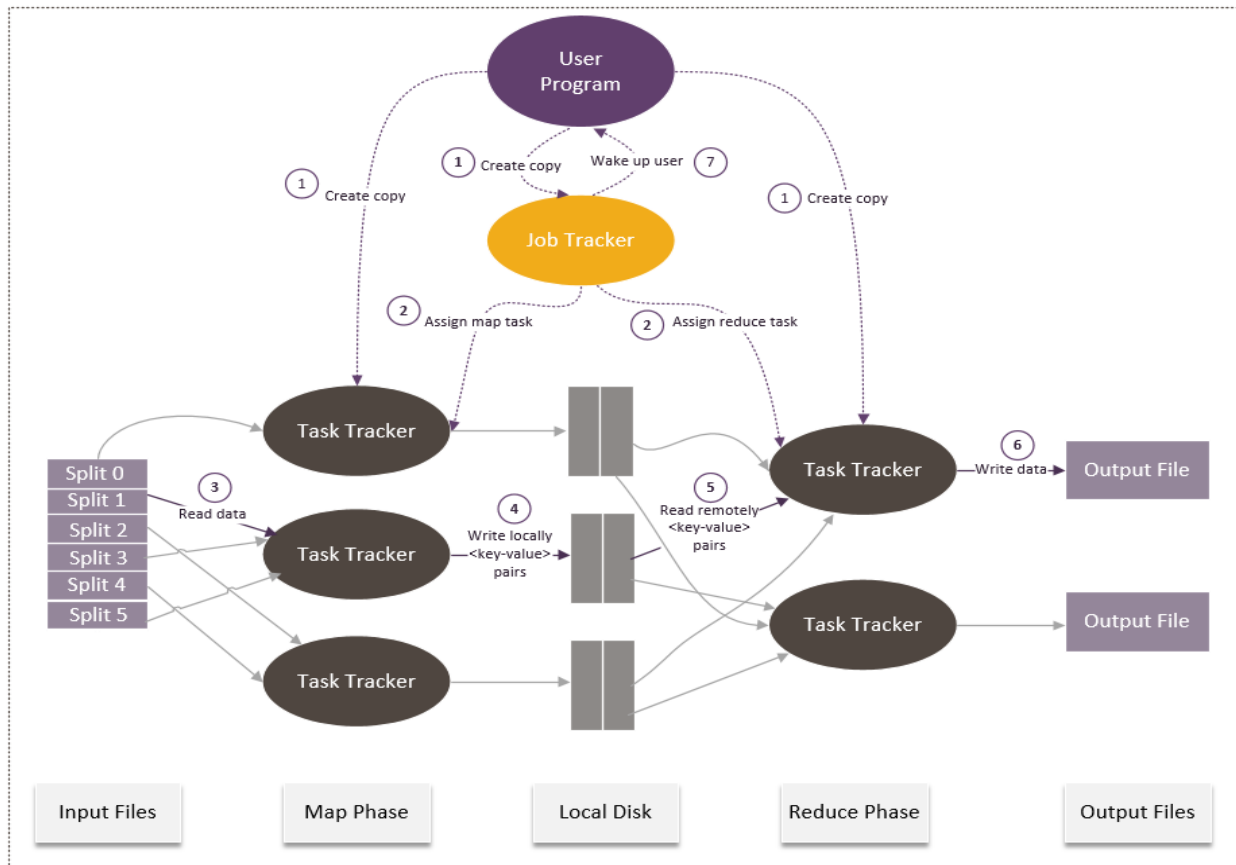 User
Program
1
Create copy
Wake up user
7
1
Create copy
1
Create copy
Job Tracker
2
Assign map task
2
Assign reduce task
Task Tracker
Task Tracker
Split 0
Split 1
Split 2
Split 3
Split 4
Split 5
3
Read data
Task Tracker
4
Write locally
<key-value>
pairs
5
Read remotely
<key-value>
pairs
6
Write data
Output File
Task Tracker
Output File
Task Tracker
Input Files
Map Phase
Local Disk
Reduce Phase
Output Files